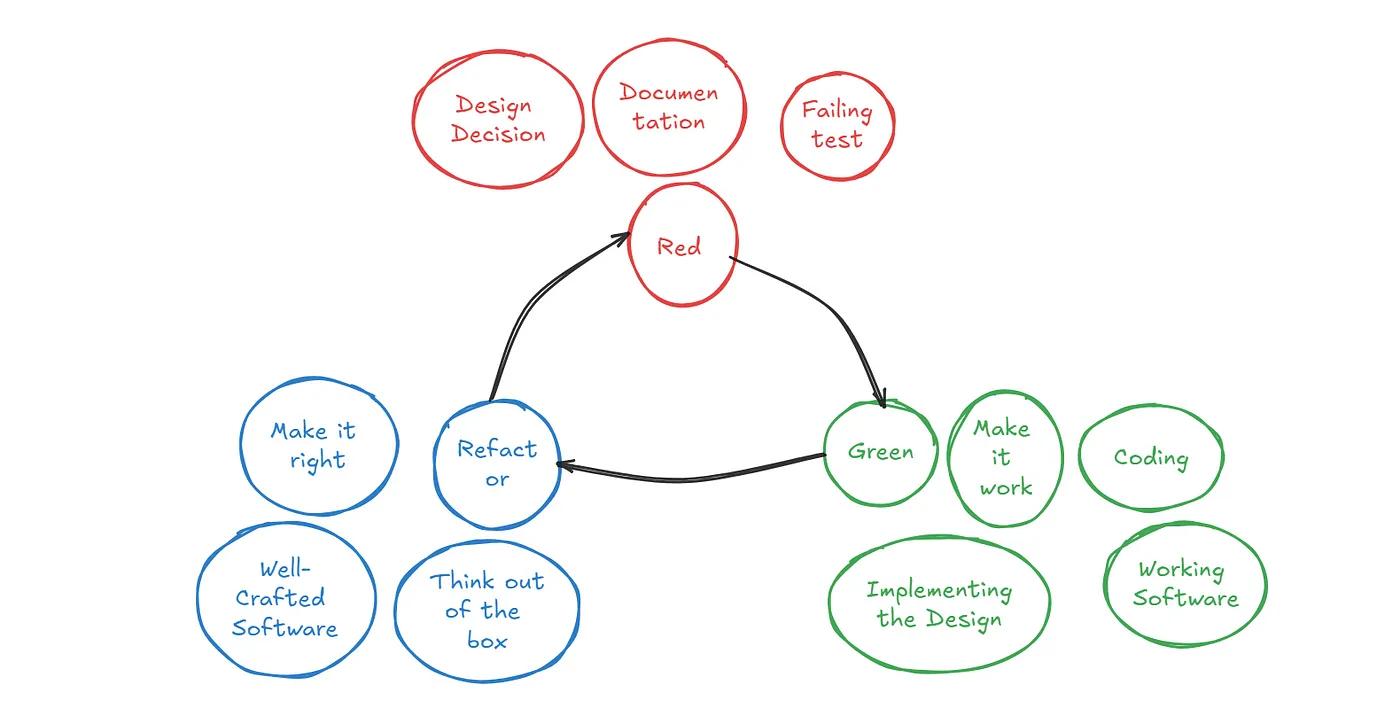 Design
Decision
Documen
tation
Failing
test
Red
Make it
right
Refact
or
Green
Make
it
work
Coding
Well-
Crafted
Software
Think out
of the
box
Implementing
the Design
Working
Software